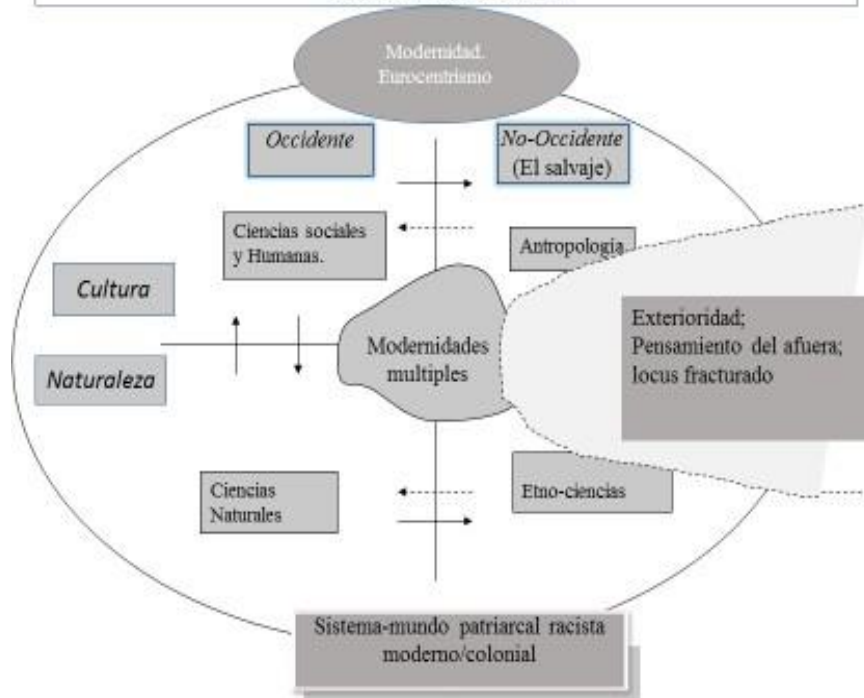 Modernidad.
Eurocentrismo
Occidente
No-Occidente
(El salvaje)
Ciencias sociales
y Humanas.
Antropología
Cultura
Naturaleza
Modernidades
multiples
Exterioridad;
Pensamiento del afuera;
locus fracturado
Ciencias
Naturales
Etno-ciencias
Sistema-mundo patriarcal racista
moderno/colonial